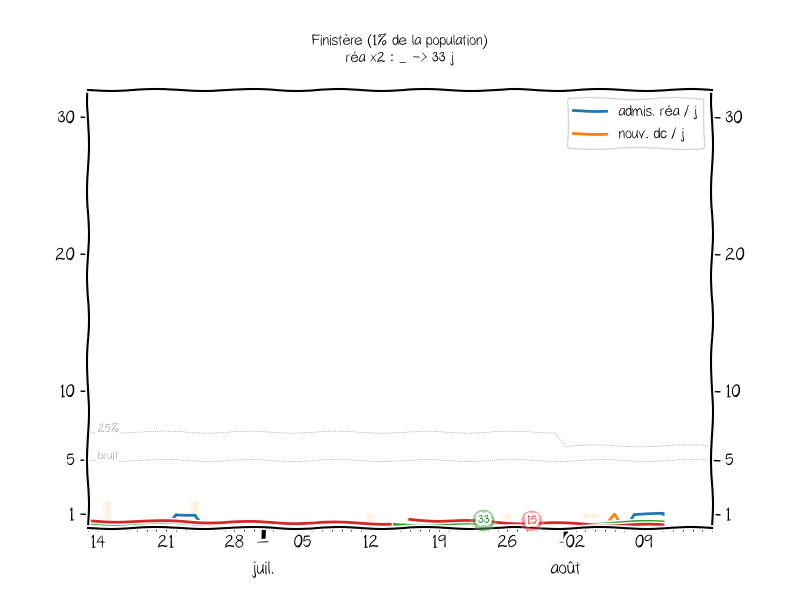 Finistère (1% de la population)
réa x2 : _ -> 33 j
admis. réa / j
nouv. dc / j
30
30
20
20
10
10
25%
5
bruit
5
1
1
33
15
14 21 28 05 12 19 26 02 09
juil. août